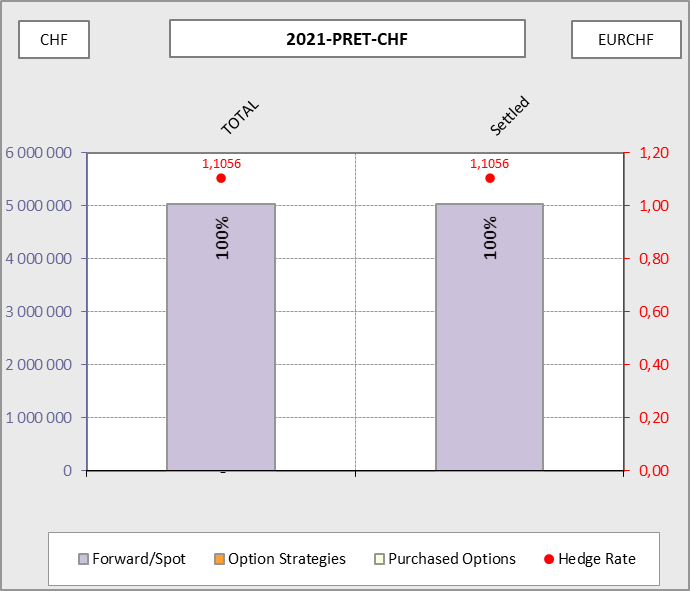 CHF
2021-PRET-CHF
EURCHF
TOTAL
Settled
6 000 000
5 000 000
4 000 000
3 000 000
2 000 000
1 000 000
0
1,1056
1,1056
100%
100%
-
1,20
1,00
0,80
0,60
0,40
0,20
0,00
Forward/Spot
Option Strategies
Purchased Options
Hedge Rate